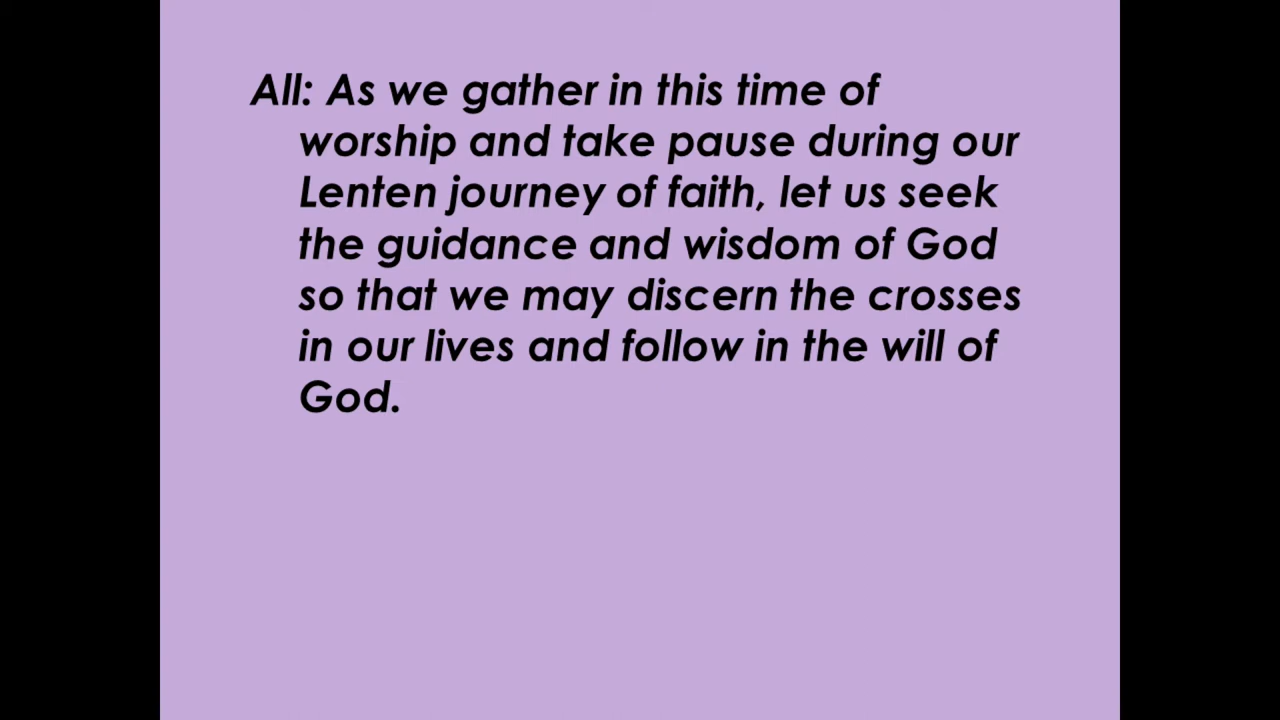 All: As we gather in this time of
worship and take pause during our
Lenten journey of faith, let us seek
the guidance and wisdom of God
so that we may discern the crosses
in our lives and follow in the will of
God.